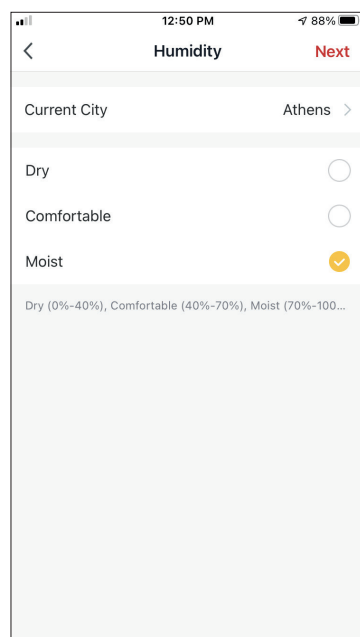 12:50 PM 88%
Humidity Next
Current City Athens
Dry
Comfortable
Moist
Dry (0%-40%), Comfortable (40%-70%), Moist (70%-100...